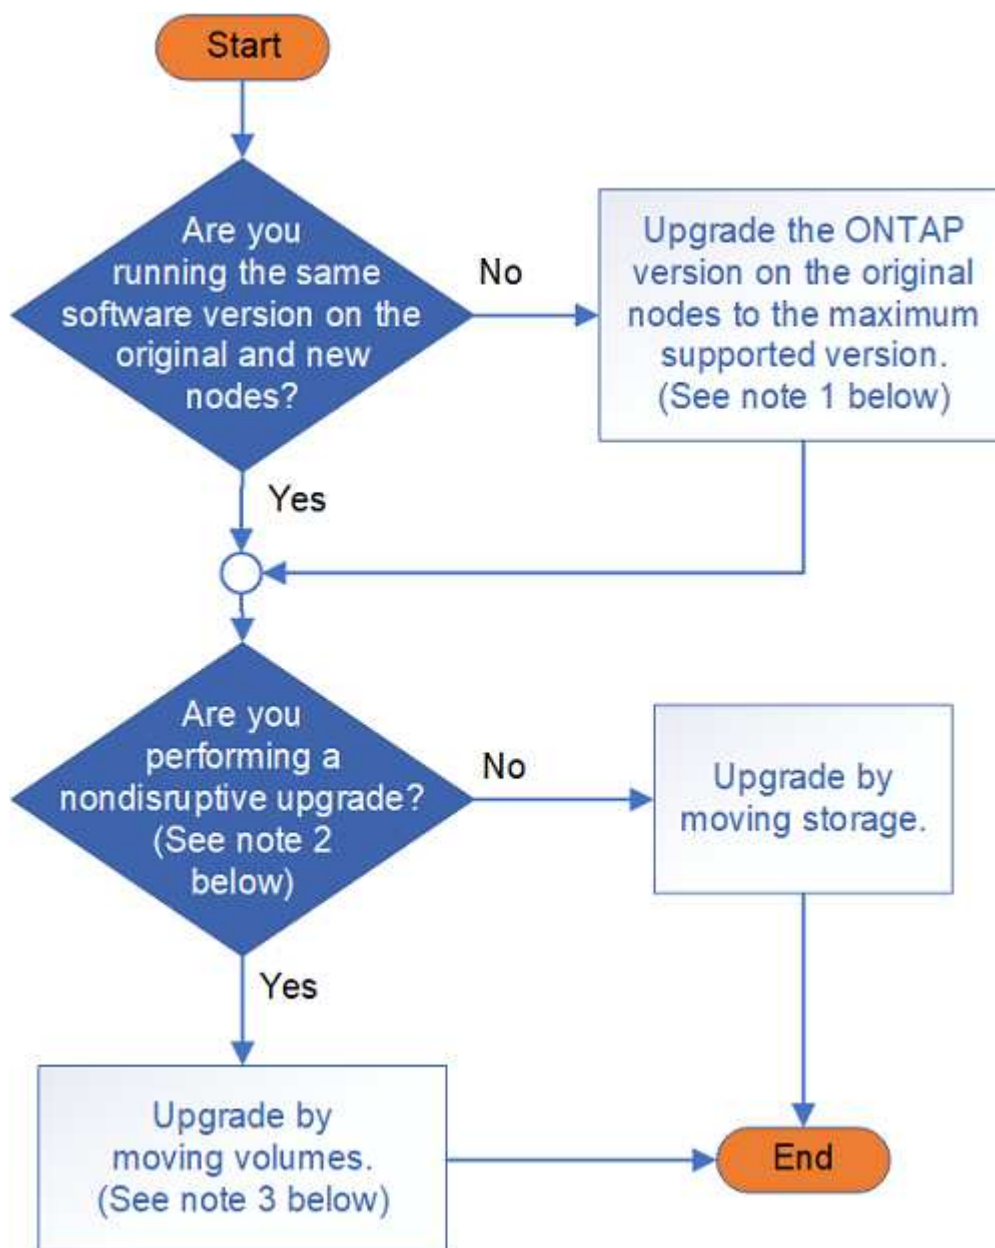 Start
Are you
running the same
software version on the
original and new
nodes?
No
Upgrade the ONTAP
version on the original
nodes to the maximum
supported version.
(See note 1 below)
Yes
Are you
performing a
nondisruptive upgrade?
(See note 2
below)
No
Upgrade by
moving storage.
Yes
Upgrade by
moving volumes.
(See note 3 below)
End